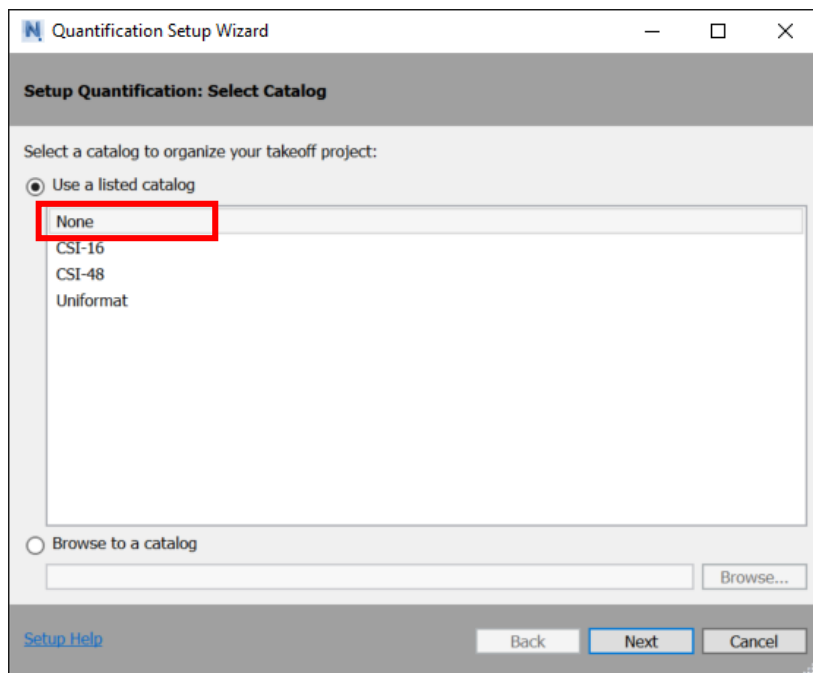 Quantification Setup Wizard
Setup Quantification: Select Catalog
Select a catalog to organize your takeoff project:
Use a listed catalog
None
CSI-16
CSI-48
Uniformat
Browse to a catalog
Browse...
Setup Help Back Next Cancel